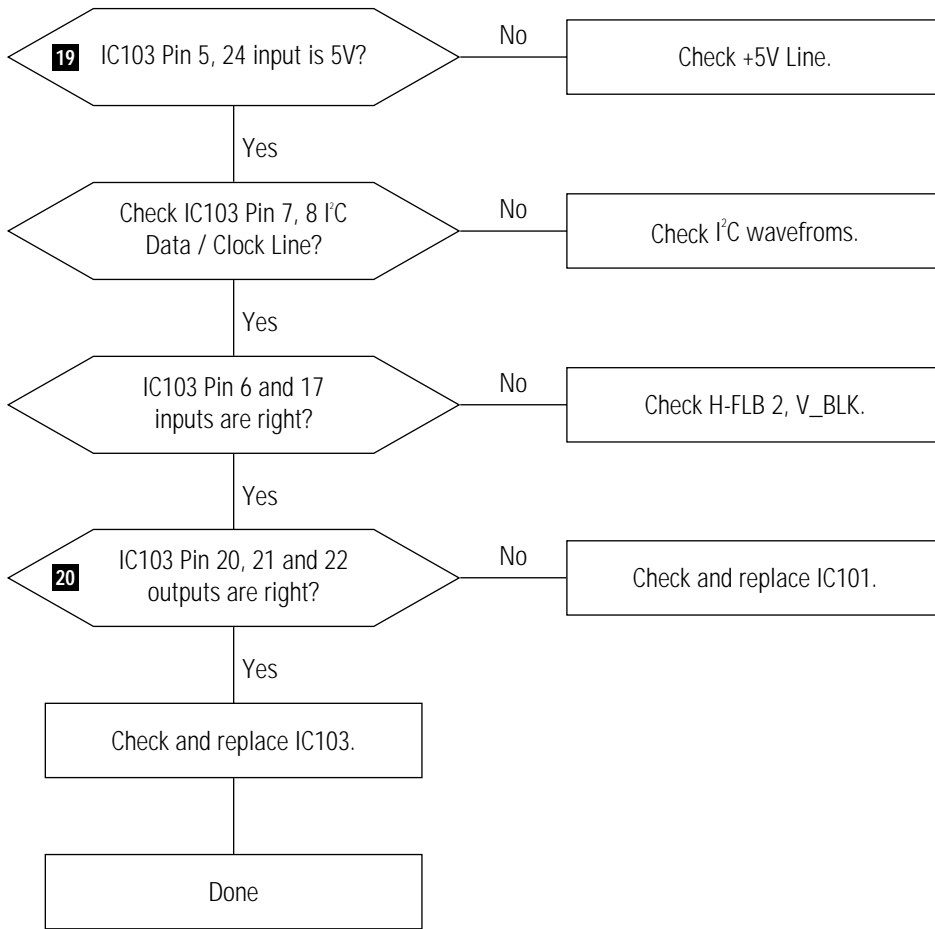 19 IC103 Pin 5, 24 input is 5V?
No
Check +5V Line.
Yes
Check IC103 Pin 7, 8 I²C
Data / Clock Line?
No
Check I²C wavefroms.
Yes
IC103 Pin 6 and 17
inputs are right?
No
Check H-FLB 2, V_BLK.
Yes
20 IC103 Pin 20, 21 and 22
outputs are right?
No
Check and replace IC101.
Yes
Check and replace IC103.
Done